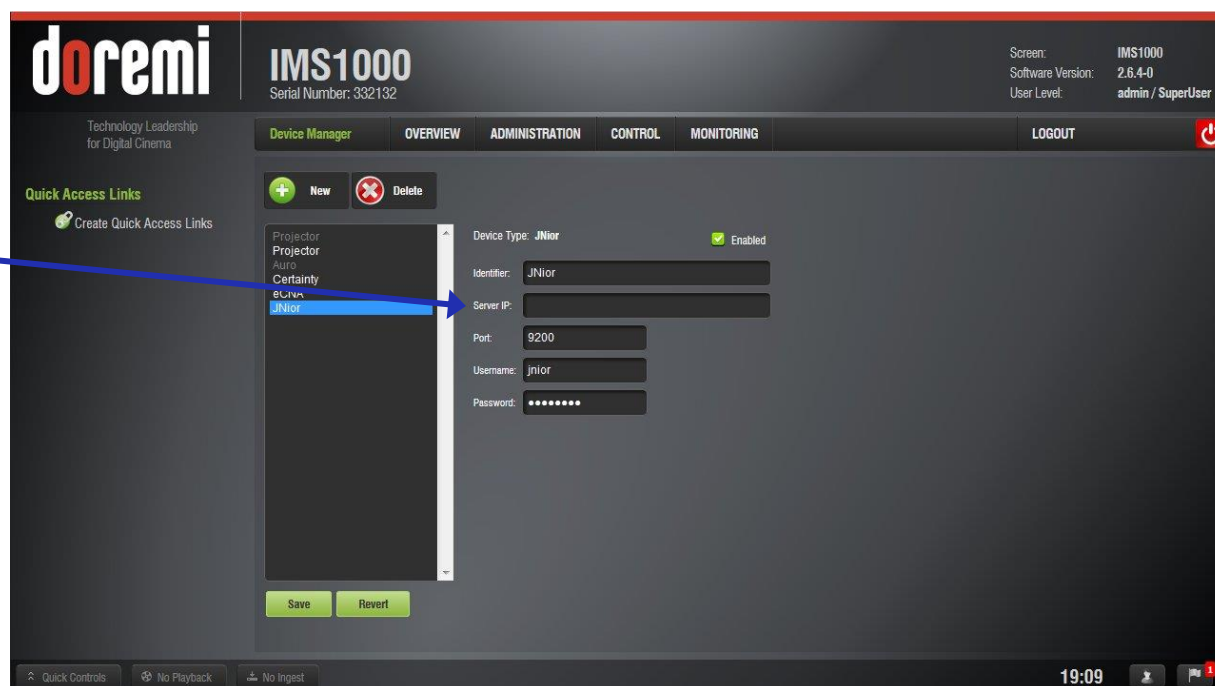 doremi
Technology Leadership
for Digital Cinema
IMS1000
Serial Number: 332132
Screen: IMS1000
Software Version: 2.6.4-0
User Level: admin / SuperUser
Device Manager OVERVIEW ADMINISTRATION CONTROL MONITORING LOGOUT
Quick Access Links
Create Quick Access Links
New Delete
Projector
Projector
Auro
Certainty
eCNA
JNior
Device Type: JNior Enabled
Identifier: JNior
Server IP:
Port: 9200
Username: jnior
Password: ••••••••
Save Revert
Quick Controls No Playback No Ingest 19:09 1